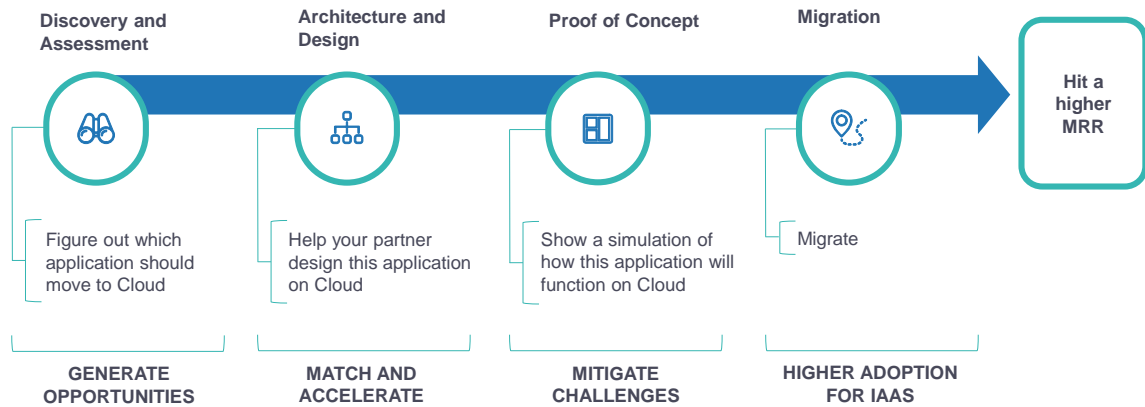 Discovery and
Assessment
Architecture and
Design
Proof of Concept
Migration
Hit a
higher
MRR
Figure out which
application should
move to Cloud
Help your partner
design this application
on Cloud
Show a simulation of
how this application will
function on Cloud
Migrate
GENERATE
OPPORTUNITIES
MATCH AND
ACCELERATE
MITIGATE
CHALLENGES
HIGHER ADOPTION
FOR IAAS